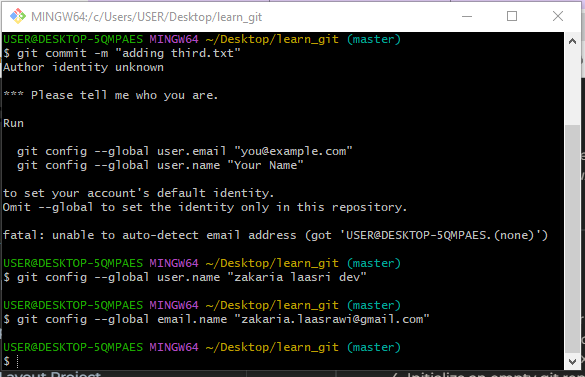 MINGW64:/c/Users/USER/Desktop/learn_git
USER@DESKTOP-5QMPAES MINGW64 ~/Desktop/learn_git (master)
$ git commit -m "adding third.txt"
Author identity unknown
*** Please tell me who you are.
Run
git config --global user.email "you@example.com"
git config --global user.name "Your Name"
to set your account's default identity.
Omit --global to set the identity only in this repository.
fatal: unable to auto-detect email address (got 'USER@DESKTOP-5QMPAES.(none)')
USER@DESKTOP-5QMPAES MINGW64 ~/Desktop/learn_git (master)
$ git config --global user.name "zakaria laasri dev"
USER@DESKTOP-5QMPAES MINGW64 ~/Desktop/learn_git (master)
$ git config --global email.name "zakaria.laasrawi@gmail.com"
USER@DESKTOP-5QMPAES MINGW64 ~/Desktop/learn_git (master)
$